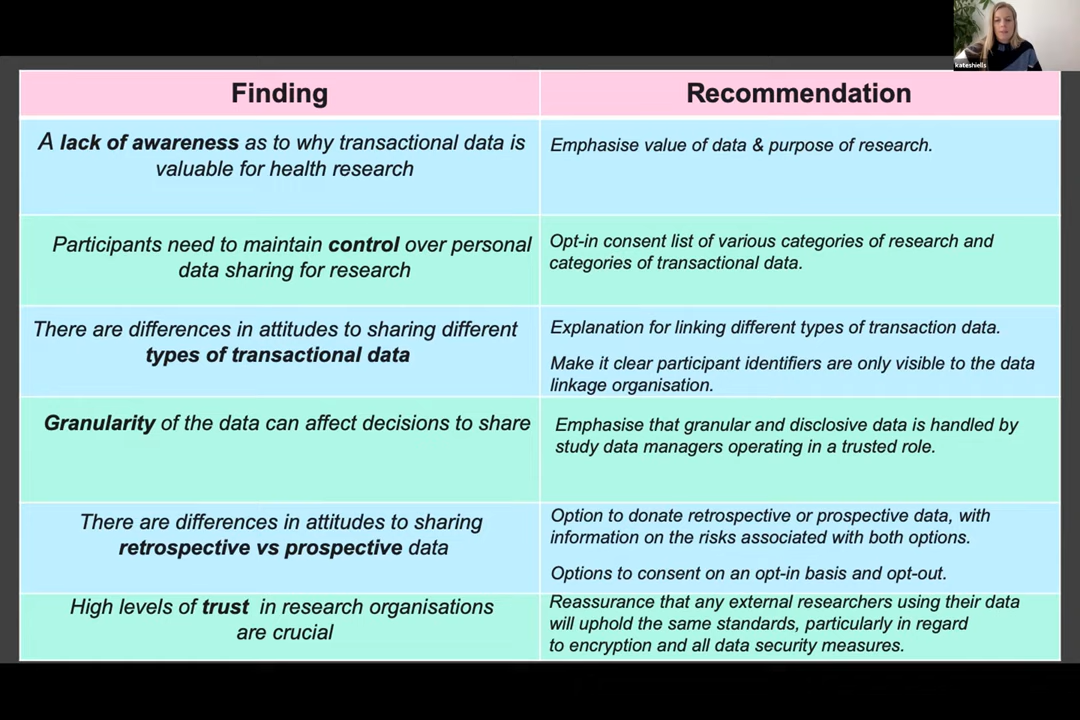 kateshiells
Finding
Recommendation
A lack of awareness as to why transactional data is
valuable for health research
Emphasise value of data & purpose of research.
Participants need to maintain control over personal
data sharing for research
Opt-in consent list of various categories of research and
categories of transactional data.
There are differences in attitudes to sharing different
types of transactional data
Explanation for linking different types of transaction data.
Make it clear participant identifiers are only visible to the data
linkage organisation.
Granularity of the data can affect decisions to share
Emphasise that granular and disclosive data is handled by
study data managers operating in a trusted role.
There are differences in attitudes to sharing
retrospective vs prospective data
Option to donate retrospective or prospective data, with
information on the risks associated with both options.
Options to consent on an opt-in basis and opt-out.
High levels of trust in research organisations
are crucial
Reassurance that any external researchers using their data
will uphold the same standards, particularly in regard
to encryption and all data security measures.